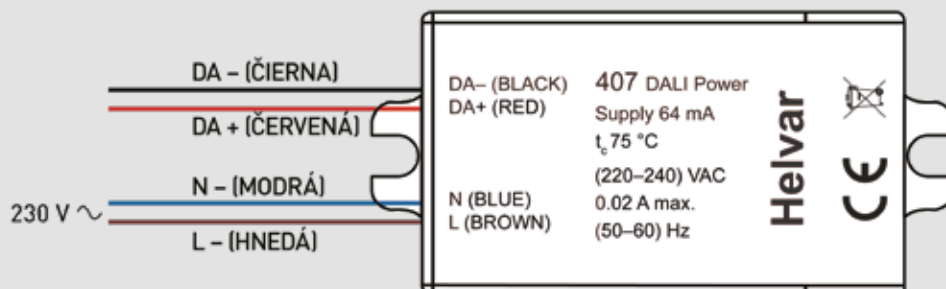 DA – (ČIERNA)
DA + (ČERVENÁ)
N – (MODRÁ)
230 V ~
L – (HNEDÁ)
DA– (BLACK)
DA+ (RED)
N (BLUE)
L (BROWN)
407 DALI Power
Supply 64 mA
tc 75 °C
(220–240) VAC
0.02 A max.
(50–60) Hz
Helvar
CE